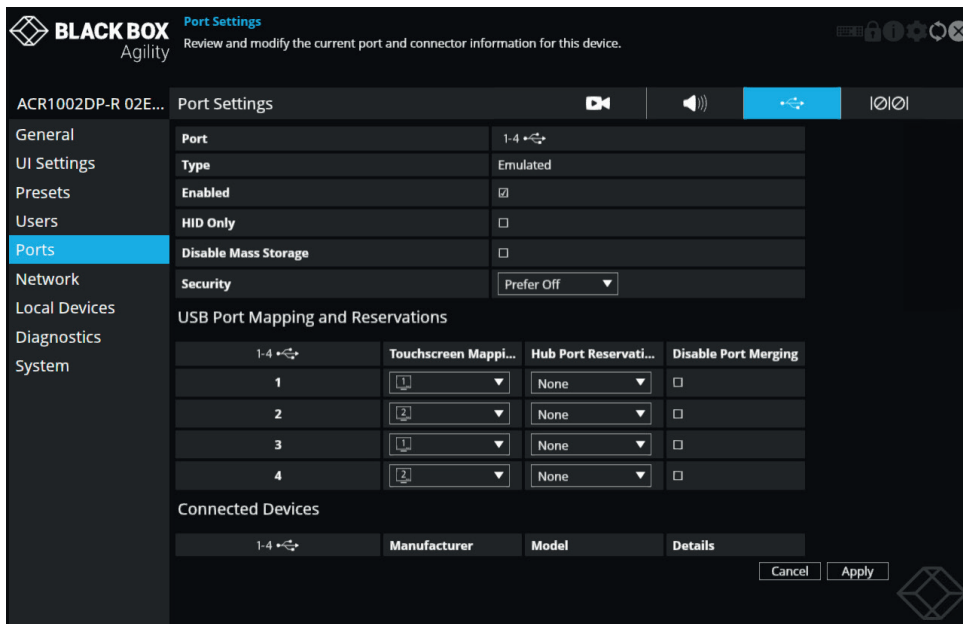 BLACK BOX
Agility
Port Settings
Review and modify the current port and connector information for this device.
ACR1002DP-R 02E... Port Settings
General
UI Settings
Presets
Users
Ports
Network
Local Devices
Diagnostics
System
Port 1-4
Type Emulated
Enabled
HID Only
Disable Mass Storage
Security Prefer Off
USB Port Mapping and Reservations
1-4 Touchscreen Mappi... Hub Port Reservati... Disable Port Merging
1 1 None
2 2 None
3 1 None
4 2 None
Connected Devices
1-4 Manufacturer Model Details
Cancel Apply